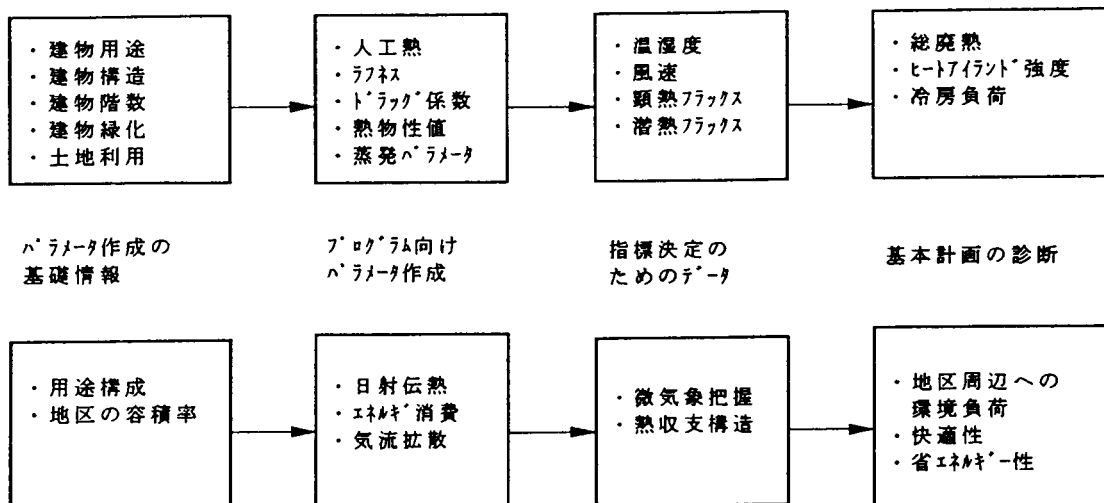 ・建物用途
・建物構造
・建物階数
・建物緑化
・土地利用
・人工熱
・ﾗﾌﾈｽ
・ﾄﾞﾗｯｸﾞ係数
・熱物性値
・蒸発ﾊﾟﾗﾒｰﾀ
・温湿度
・風速
・顕熱ﾌﾗｯｸｽ
・潜熱ﾌﾗｯｸｽ
・総廃熱
・ﾋｰﾄｱｲﾗﾝﾄﾞ強度
・冷房負荷
ﾊﾟﾗﾒｰﾀ作成の
基礎情報
ﾌﾟﾛｸﾞﾗﾑ向け
ﾊﾟﾗﾒｰﾀ作成
指標決定の
ためのﾃﾞｰﾀ
基本計画の診断
・用途構成
・地区の容積率
・日射伝熱
・ｴﾈﾙｷﾞ消費
・気流拡散
・微気象把握
・熱収支構造
・地区周辺への
環境負荷
・快適性
・省ｴﾈﾙｷﾞｰ性